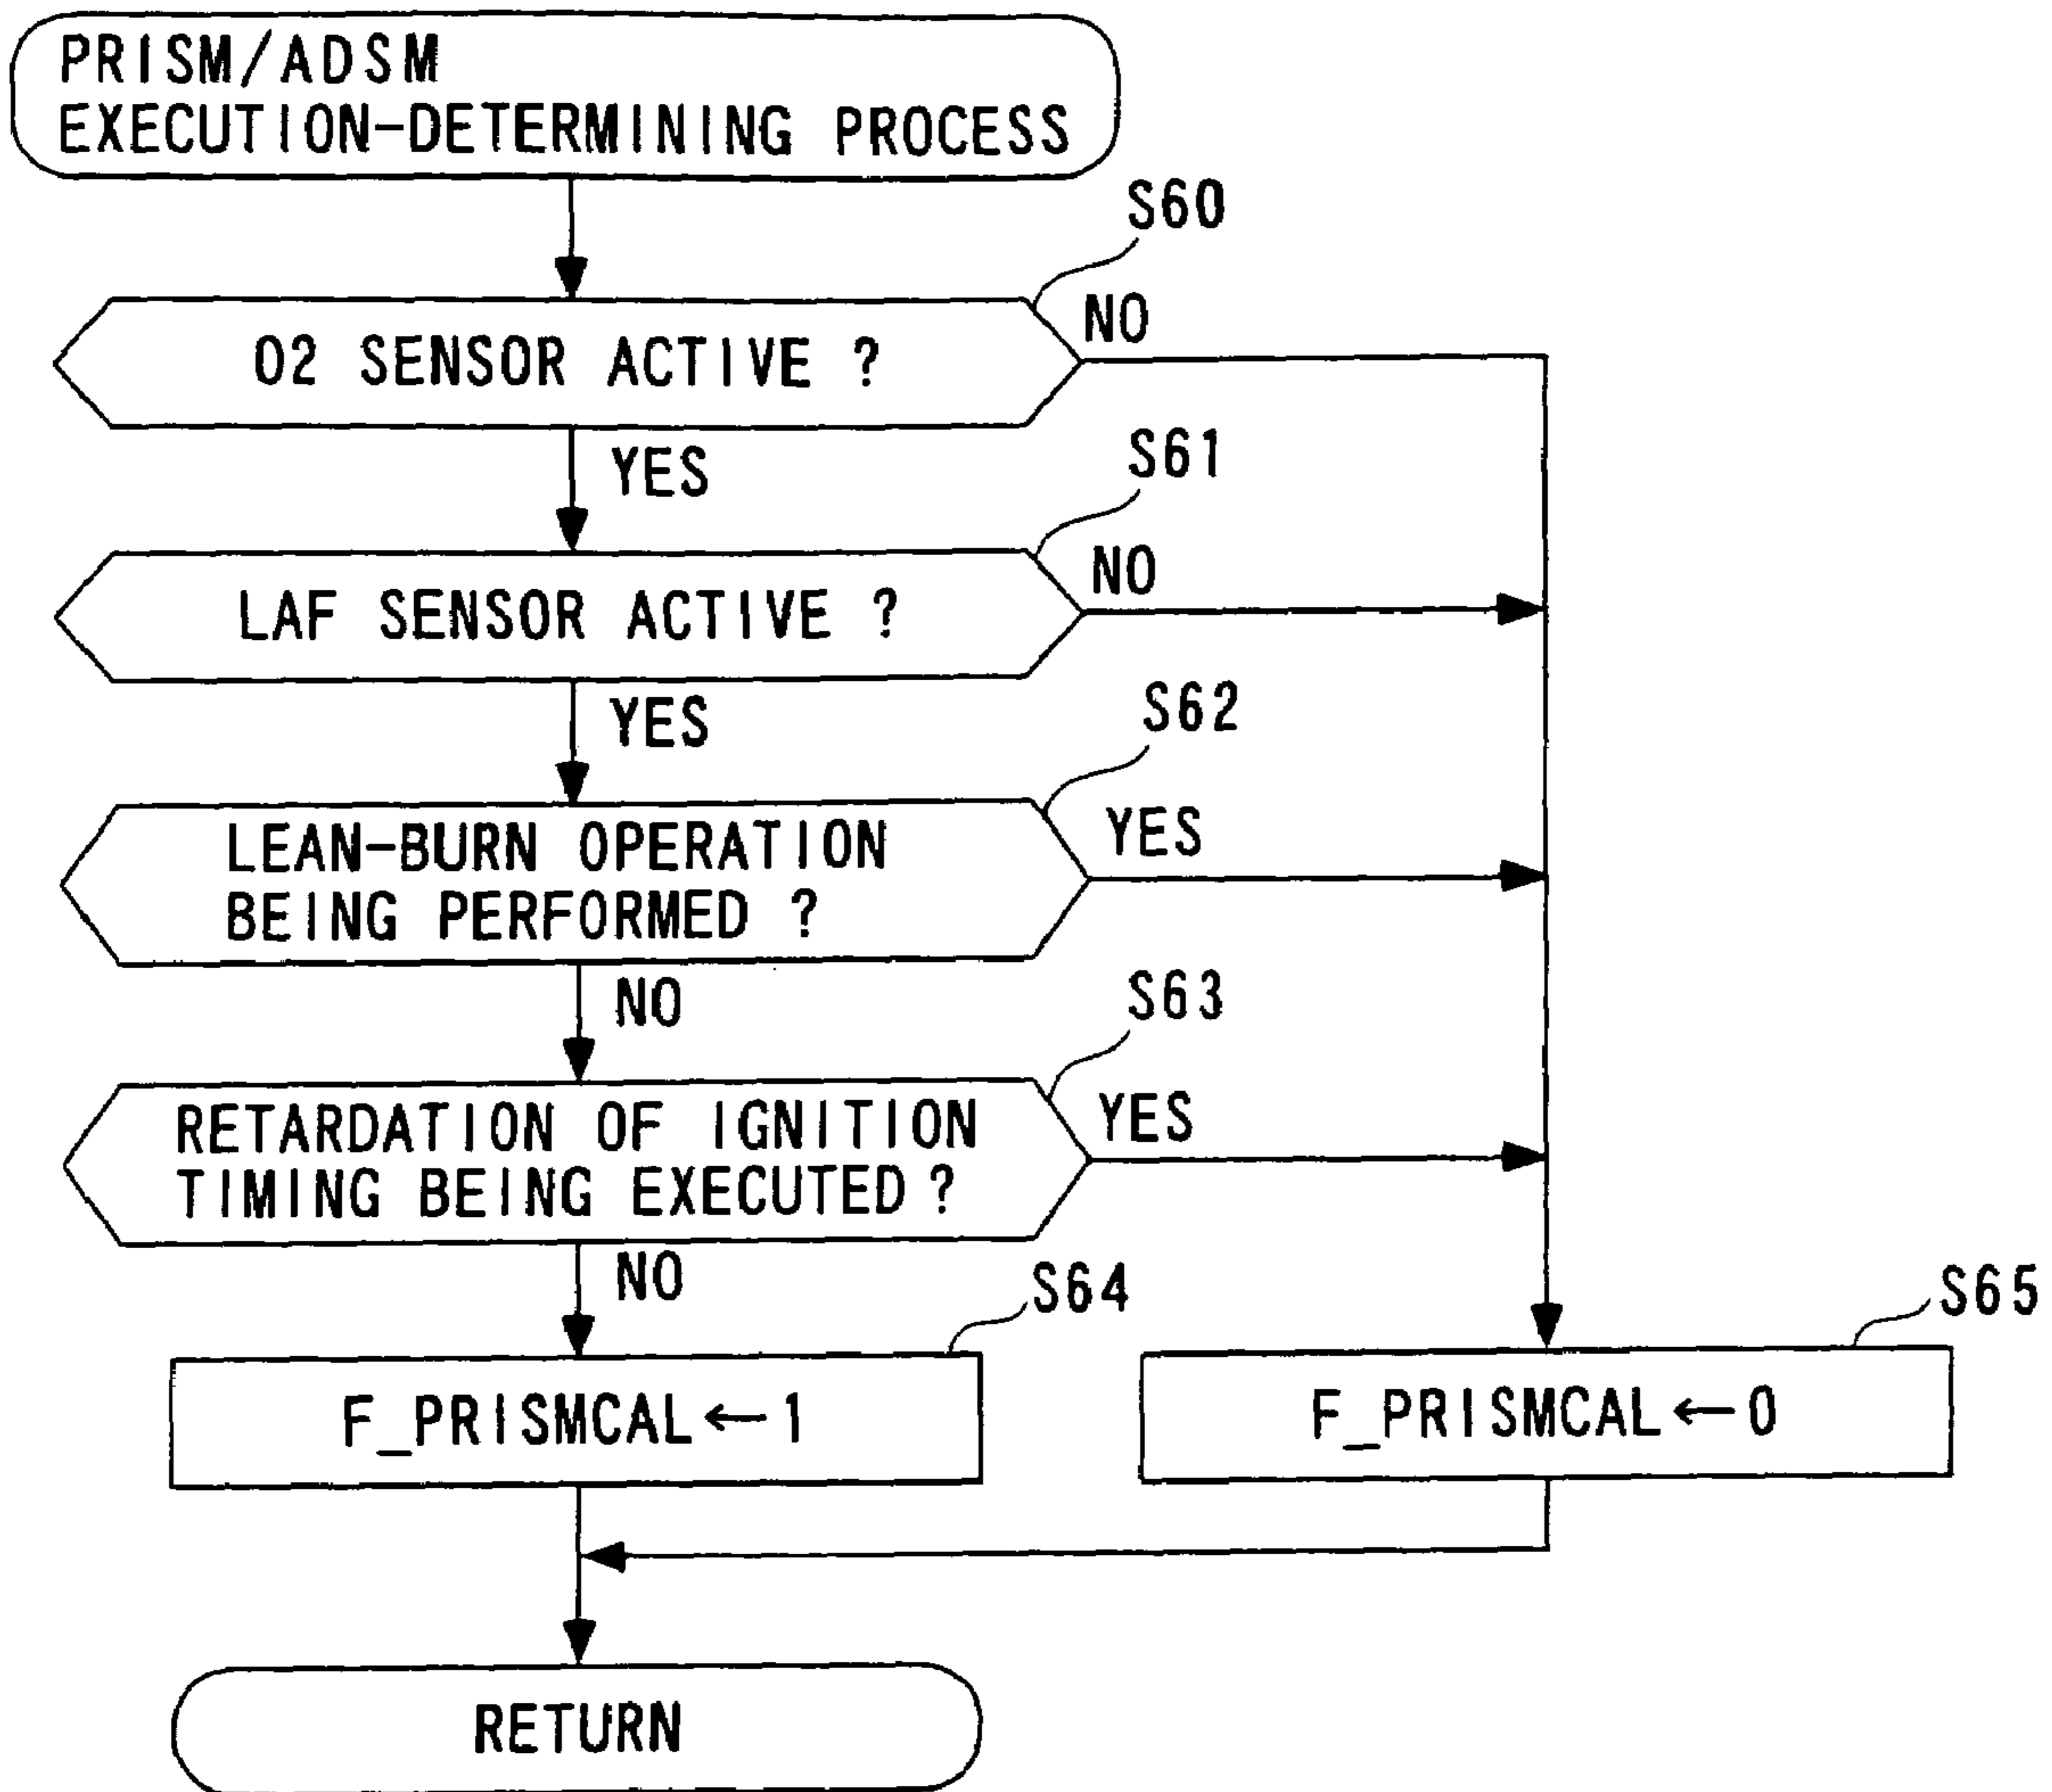 PRISM/ADSM
EXECUTION-DETERMINING PROCESS
S60
O2 SENSOR ACTIVE ?
NO
YES
S61
LAF SENSOR ACTIVE ?
NO
YES
S62
LEAN-BURN OPERATION
BEING PERFORMED ?
YES
NO
S63
RETARDATION OF IGNITION
TIMING BEING EXECUTED ?
YES
NO
S64
F_PRISMCAL ← 1
S65
F_PRISMCAL ← 0
RETURN